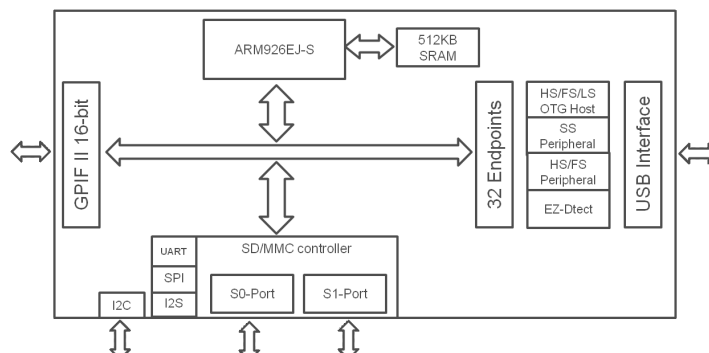 ARM926EJ-S
512KB
SRAM
GPIF II 16-bit
32 Endpoints
HS/FS/LS
OTG Host
SS
Peripheral
HS/FS
Peripheral
EZ-Dtect
USB Interface
UART
SPI
I2S
I2C
SD/MMC controller
S0-Port
S1-Port